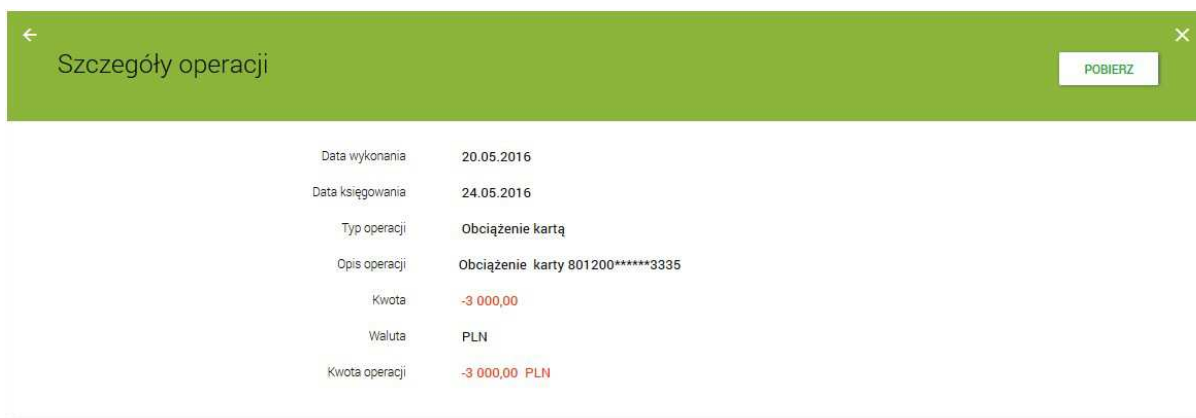 Szczegóły operacji
POBIERZ
Data wykonania 20.05.2016
Data księgowania 24.05.2016
Typ operacji Obciążenie kartą
Opis operacji Obciążenie karty 801200******3335
Kwota -3 000,00
Waluta PLN
Kwota operacji -3 000,00 PLN